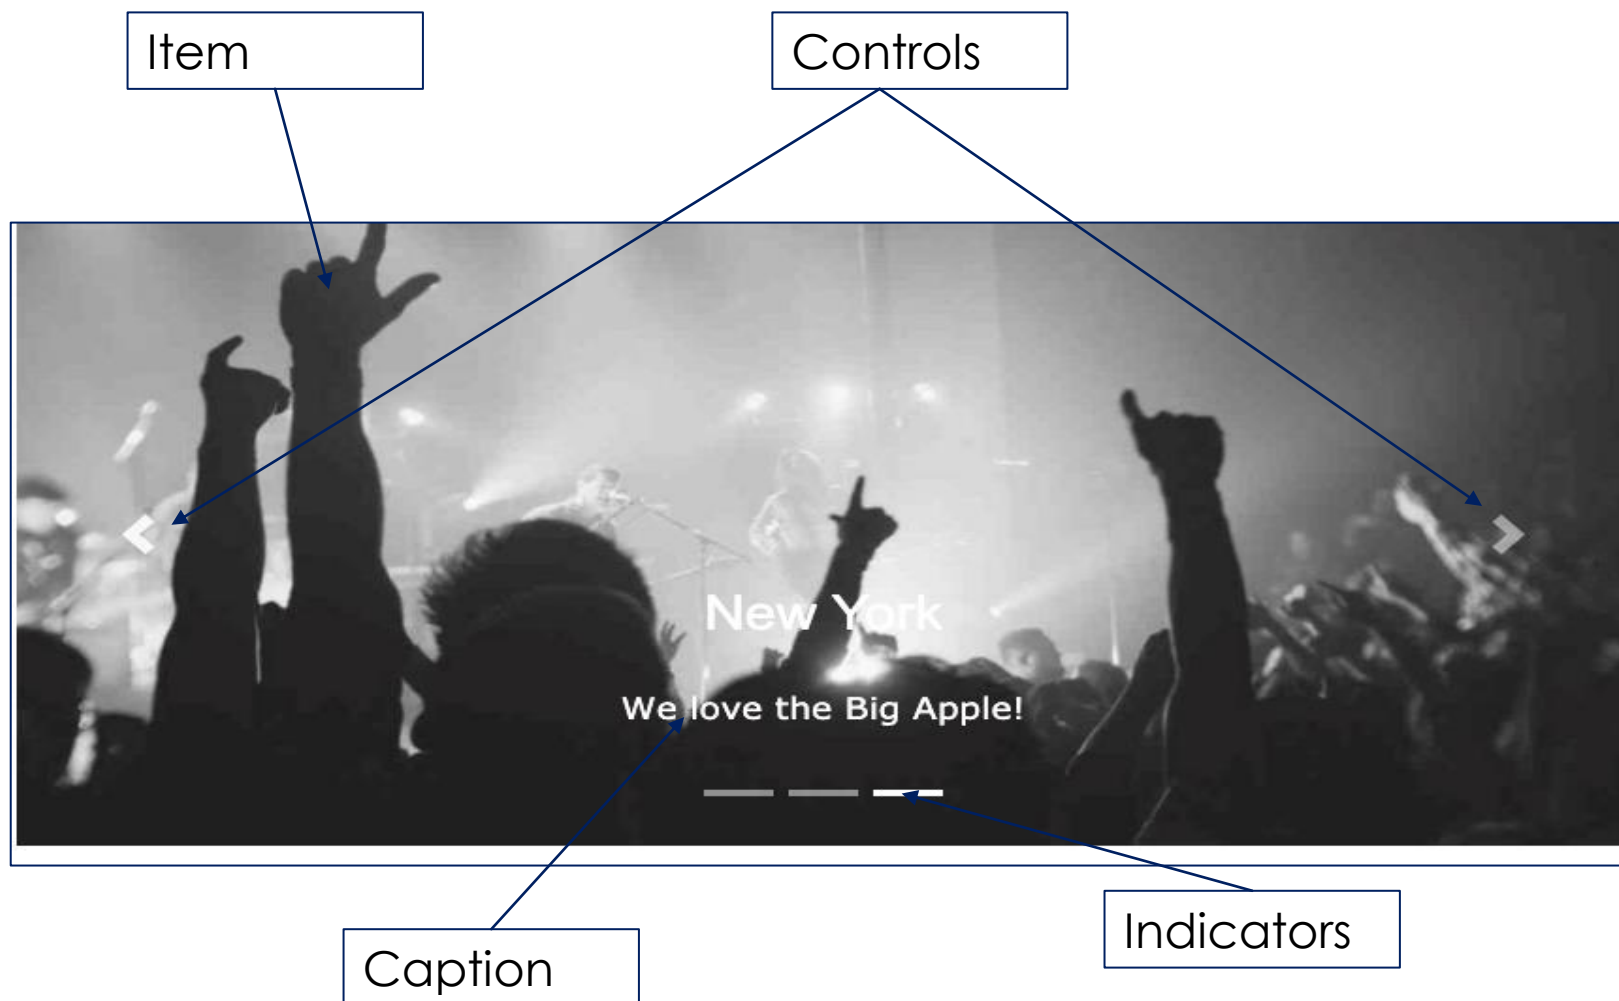 Item
Controls
New York
We love the Big Apple!
Caption
Indicators